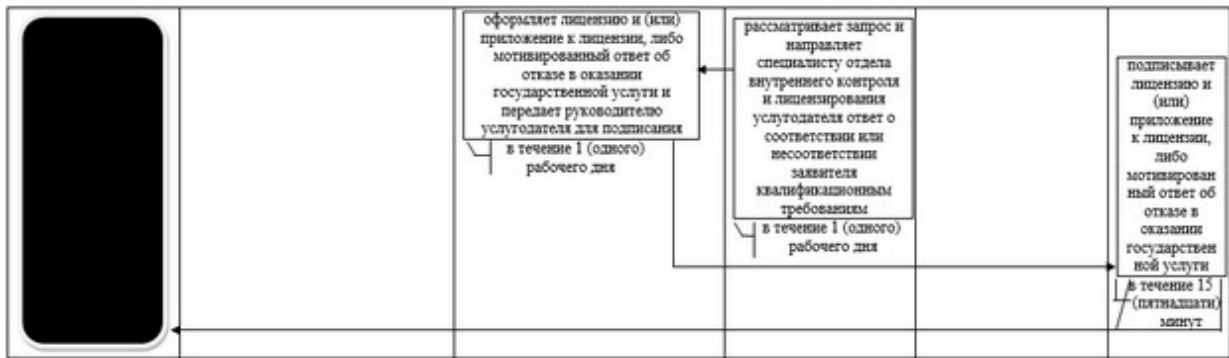 оформляет лицензию и (или)
приложение к лицензии, либо
мотивированный ответ об
отказе в оказании
государственной услуги и
передает руководителю
услугодателя для подписания
в течение 1 (одного)
рабочего дня
рассматривает запрос и
направляет
специалисту отдела
внутреннего контроля
и лицензирования
услугодателя ответ о
соответствии или
несоответствии
заявителя
квалификационным
требованиям
в течение 1 (одного)
рабочего дня
подписывает
лицензию и
(или)
приложение
к лицензии,
либо
мотивирован
ный ответ об
отказе в
оказании
государствен
ной услуги
в течение 15
(пятнадцати)
минут